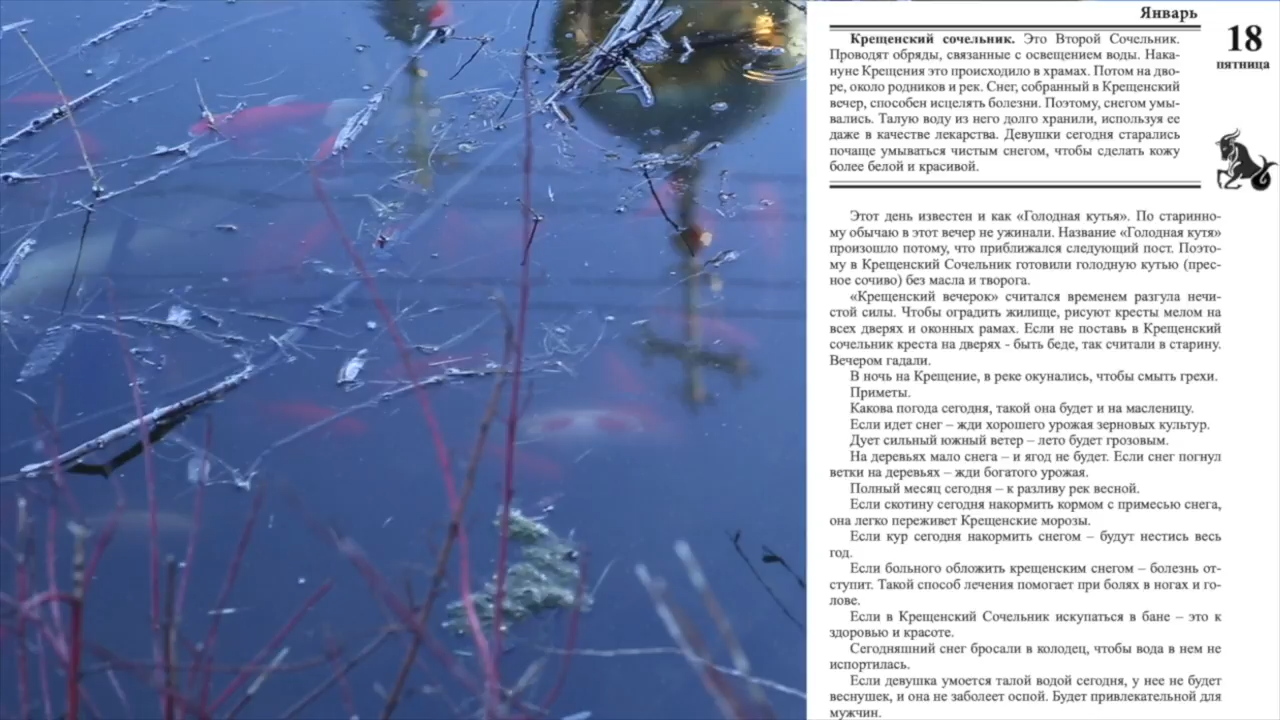 Январь
18
пятница
Крещенский сочельник. Это Второй Сочельник.
Проводят обряды, связанные с освещением воды. Нака-
нуне Крещения это происходило в храмах. Потом на дво-
ре, около родников и рек. Снег, собранный в Крещенский
вечер, способен исцелять болезни. Поэтому, снегом умы-
вались. Талую воду из него долго хранили, используя ее
даже в качестве лекарства. Девушки сегодня старались
почаще умываться чистым снегом, чтобы сделать кожу
более белой и красивой.
Этот день известен и как «Голодная кутья». По старинно-
му обычаю в этот вечер не ужинали. Название «Голодная кутя»
произошло потому, что приближался следующий пост. Поэто-
му в Крещенский Сочельник готовили голодную кутью (прес-
ное сочиво) без масла и творога.
«Крещенский вечерок» считался временем разгула нечи-
стой силы. Чтобы оградить жилище, рисуют кресты мелом на
всех дверях и оконных рамах. Если не поставь в Крещенский
сочельник креста на дверях - быть беде, так считали в старину.
Вечером гадали.
В ночь на Крещение, в реке окунались, чтобы смыть грехи.
Приметы.
Какова погода сегодня, такой она будет и на масленицу.
Если идет снег – жди хорошего урожая зерновых культур.
Дует сильный южный ветер – лето будет грозовым.
На деревьях мало снега – и ягод не будет. Если снег погнул
ветки на деревьях – жди богатого урожая.
Полный месяц сегодня – к разливу рек весной.
Если скотину сегодня накормить кормом с примесью снега,
она легко переживет Крещенские морозы.
Если кур сегодня накормить снегом – будут нестись весь
год.
Если больного обложить крещенским снегом – болезнь от-
ступит. Такой способ лечения помогает при болях в ногах и го-
лове.
Если в Крещенский Сочельник искупаться в бане – это к
здоровью и красоте.
Сегодняшний снег бросали в колодец, чтобы вода в нем не
испортилась.
Если девушка умоется талой водой сегодня, у нее не будет
веснушек, и она не заболеет оспой. Будет привлекательной для
мужчин.